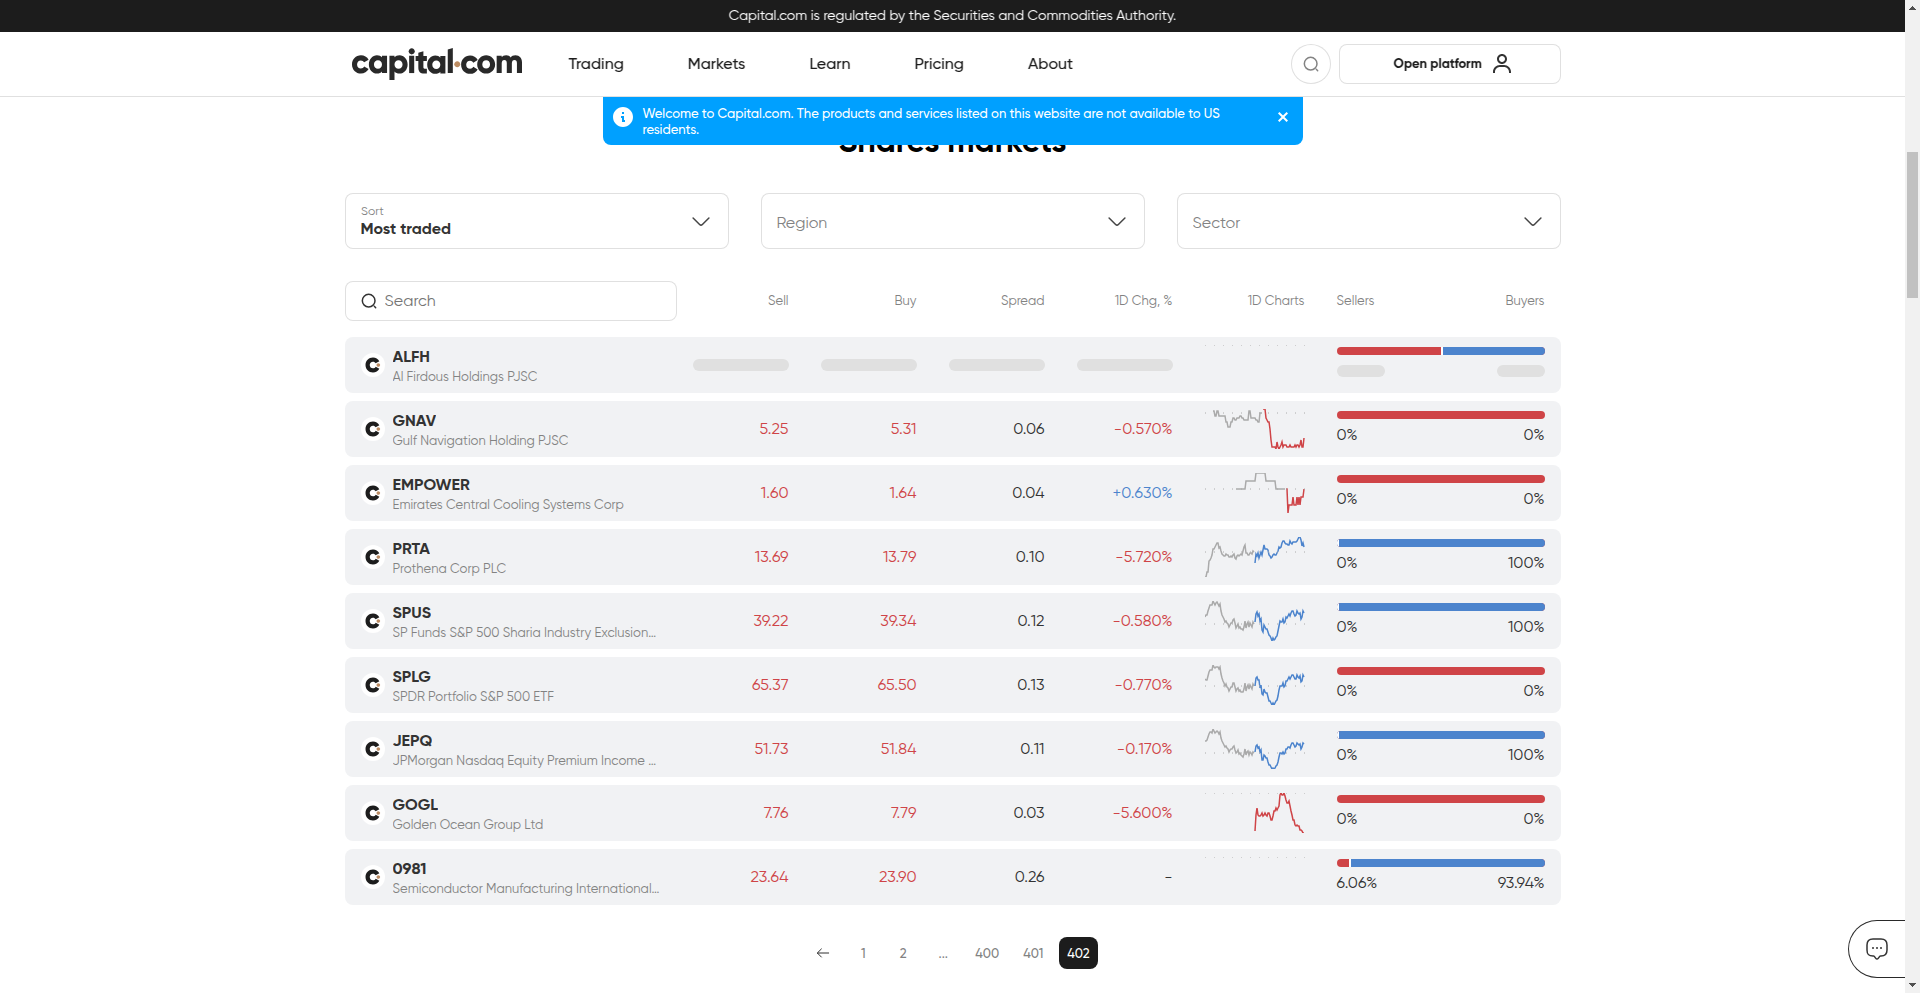 Capital.com is regulated by the Securities and Commodities Authority.
capital.com
Trading
Markets
Learn
Pricing
About
Open platform
Welcome to Capital.com. The products and services listed on this website are not available to US
residents.
Shares markets
Sort
Most traded
Region
Sector
Search
Sell
Buy
Spread
1D Chg, %
1D Charts
Sellers
Buyers
ALFH
Al Firdous Holdings PJSC
GNAV
Gulf Navigation Holding PJSC
5.25
5.31
0.06
-0.570%
0%
0%
EMPOWER
Emirates Central Cooling Systems Corp
1.60
1.64
0.04
+0.630%
0%
0%
PRTA
Prothena Corp PLC
13.69
13.79
0.10
-5.720%
0%
100%
SPUS
SP Funds S&P 500 Sharia Industry Exclusion...
39.22
39.34
0.12
-0.580%
0%
100%
SPLG
SPDR Portfolio S&P 500 ETF
65.37
65.50
0.13
-0.770%
0%
0%
JEPQ
JPMorgan Nasdaq Equity Premium Income ...
51.73
51.84
0.11
-0.170%
0%
100%
GOGL
Golden Ocean Group Ltd
7.76
7.79
0.03
-5.600%
0%
0%
0981
Semiconductor Manufacturing International...
23.64
23.90
0.26
-
6.06%
93.94%
1
2
...
400
401
402